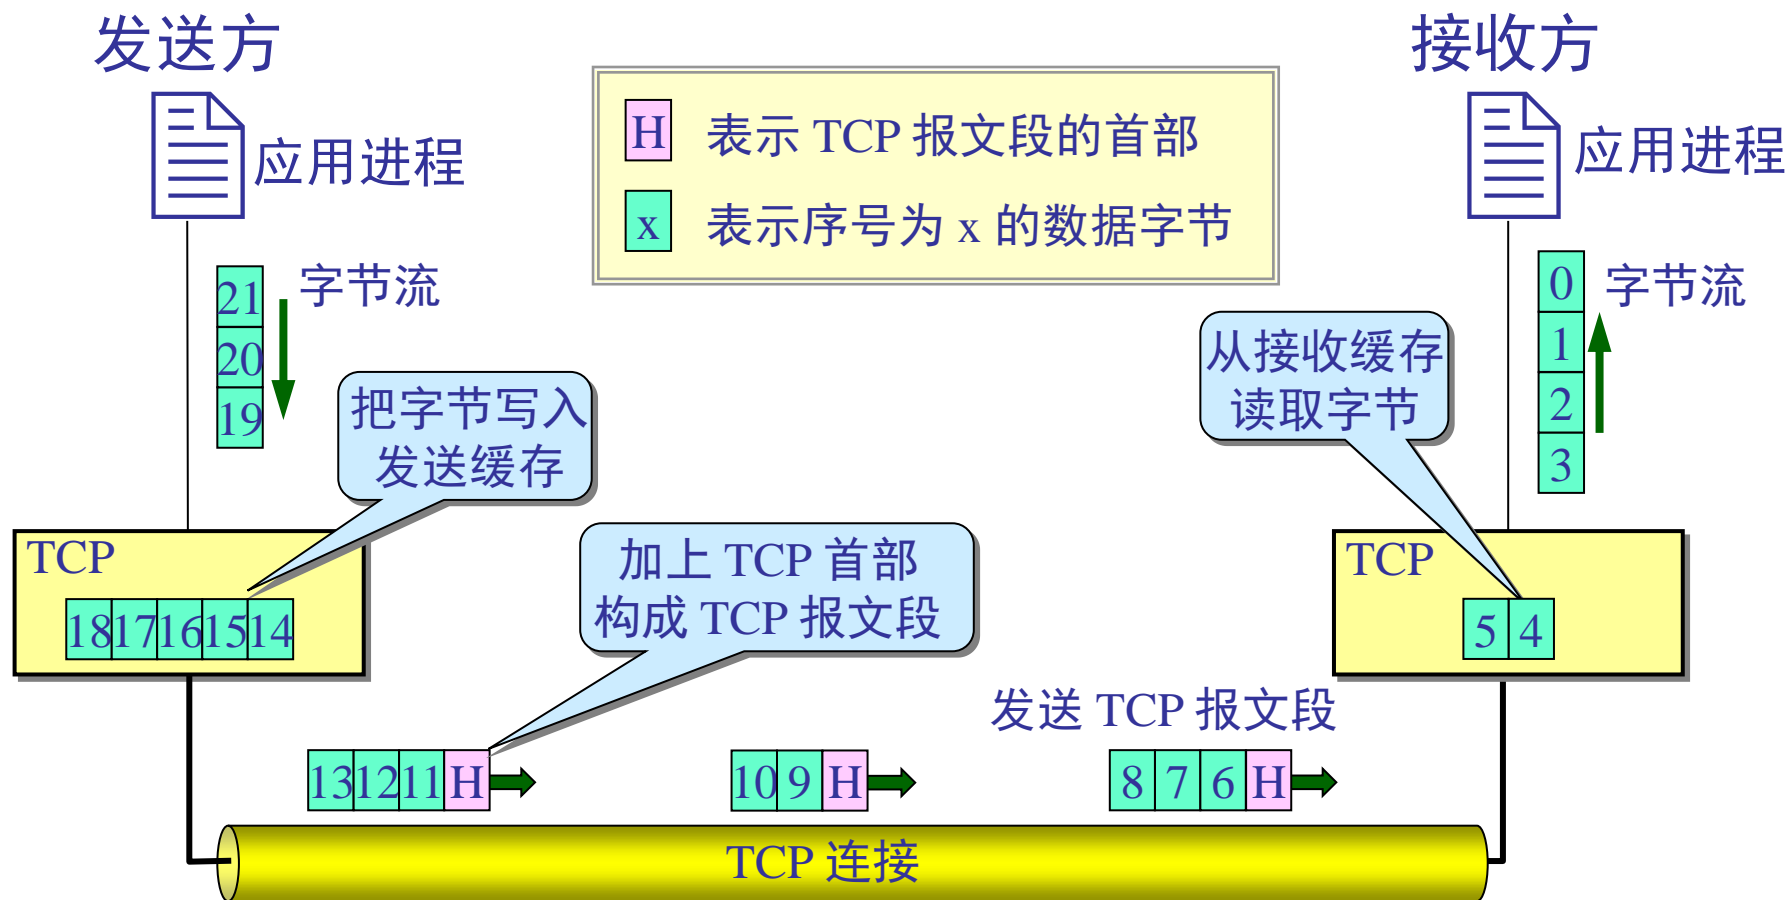 发送方
接收方
H 表示 TCP 报文段的首部
x 表示序号为 x 的数据字节
应用进程
应用进程
21
20
19
字节流
0
1
2
3
字节流
把字节写入
发送缓存
从接收缓存
读取字节
TCP
18 17 16 15 14
加上 TCP 首部
构成 TCP 报文段
TCP
5 4
发送 TCP 报文段
13 12 11 H
10 9 H
8 7 6 H
TCP 连接